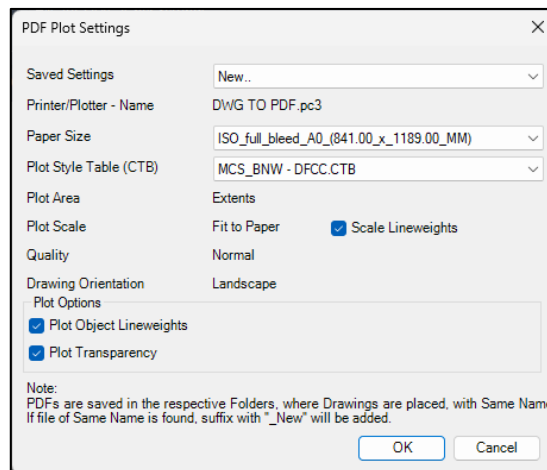 PDF Plot Settings
Saved Settings New..
Printer/Plotter - Name DWG TO PDF.pc3
Paper Size ISO_full_bleed_A0_(841.00_x_1189.00_MM)
Plot Style Table (CTB) MCS_BNW - DFCC.CTB
Plot Area Extents
Plot Scale Fit to Paper Scale Lineweights
Quality Normal
Drawing Orientation Landscape
Plot Options
Plot Object Lineweights
Plot Transparency
Note:
PDFs are saved in the respective Folders, where Drawings are placed, with Same Name
If file of Same Name is found, suffix with "_New" will be added.
OK Cancel